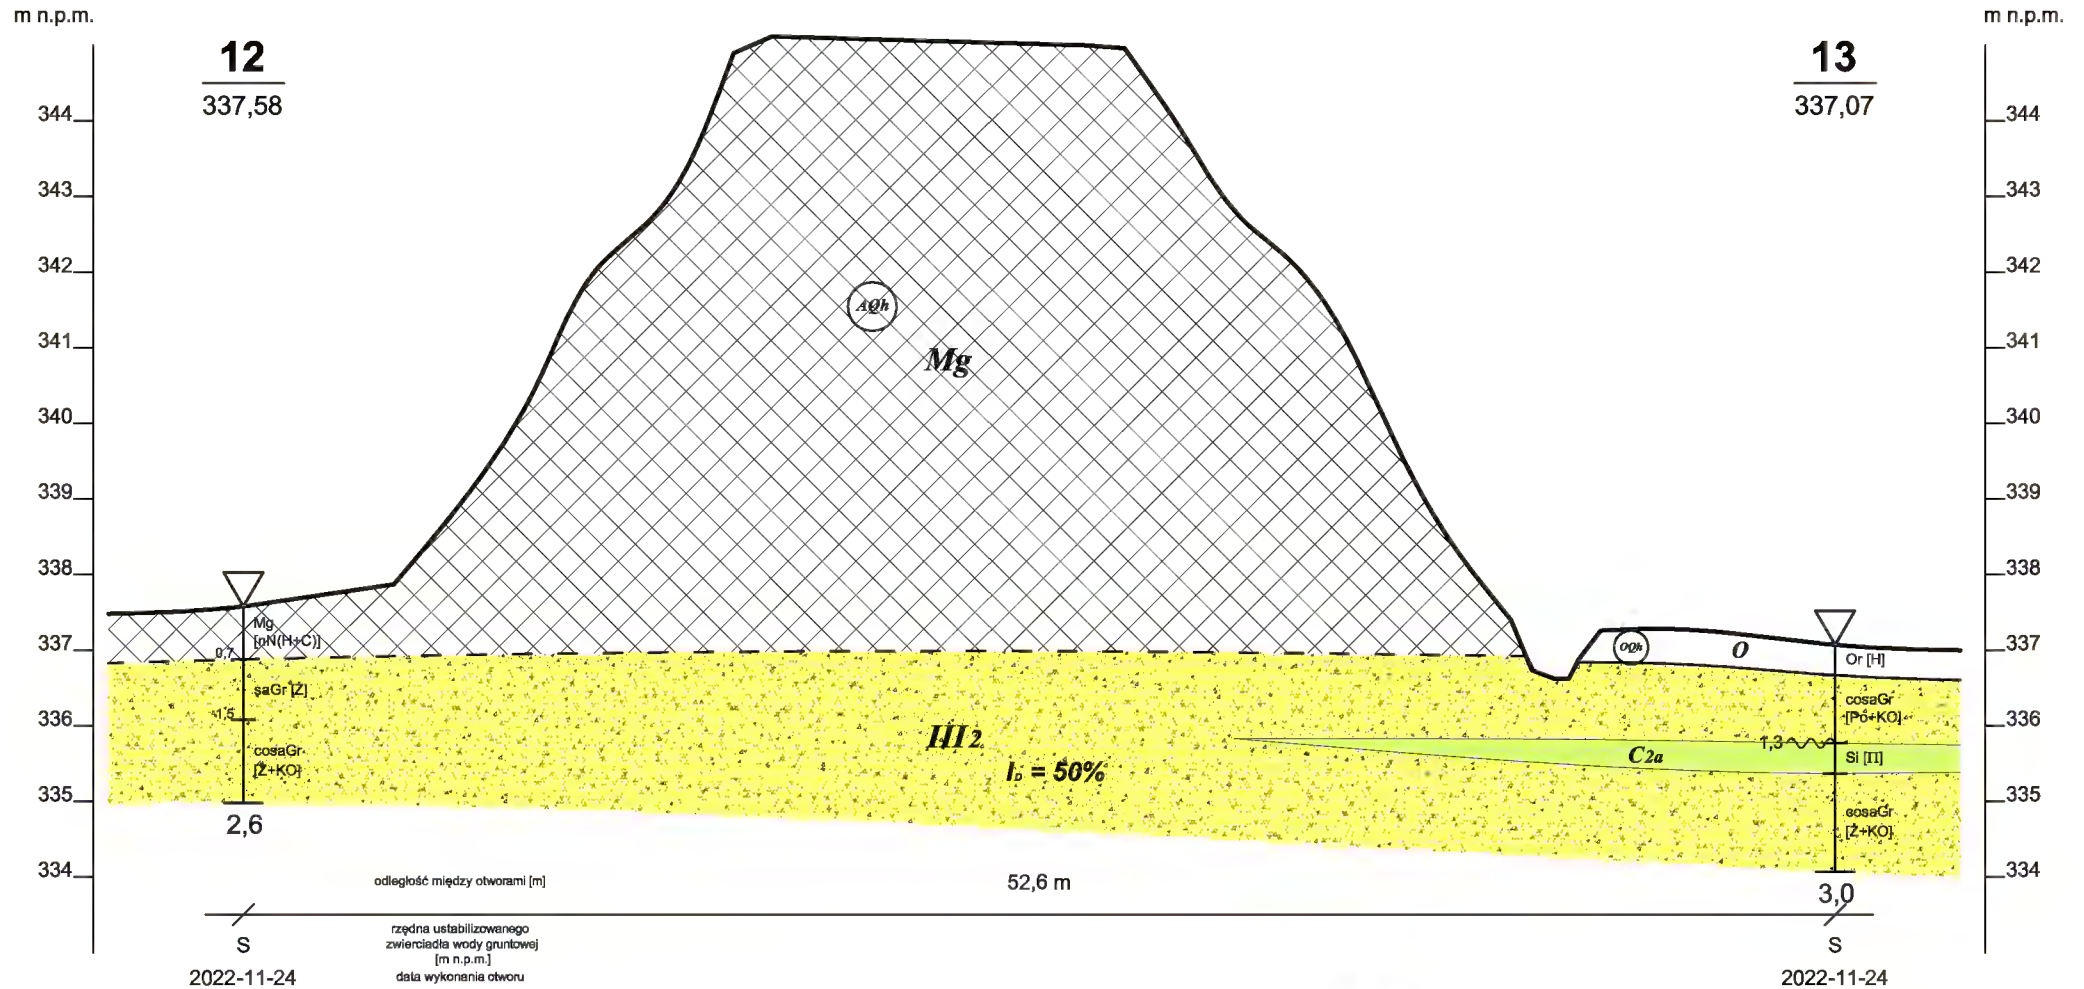 m n.p.m.
m n.p.m.
12
337,58
13
337,07
344
343
342
341
340
339
338
337
336
335
334
344
343
342
341
340
339
338
337
336
335
334
AQh
Mg
Mg
[pN(H+C)]
0,7
saGr [Ż]
1,5
cosaGr
[Ż+KO]
2,6
III2
ID = 50%
OQh
O
Or [H]
cosaGr
[Po+KO]
1,3
C2a
Si [Π]
cosaGr
[Ż+KO]
3,0
odległość między otworami [m]
52,6 m
rzędna ustabilizowanego
zwierciadła wody gruntowej
[m n.p.m.]
data wykonania otworu
S
2022-11-24
S
2022-11-24